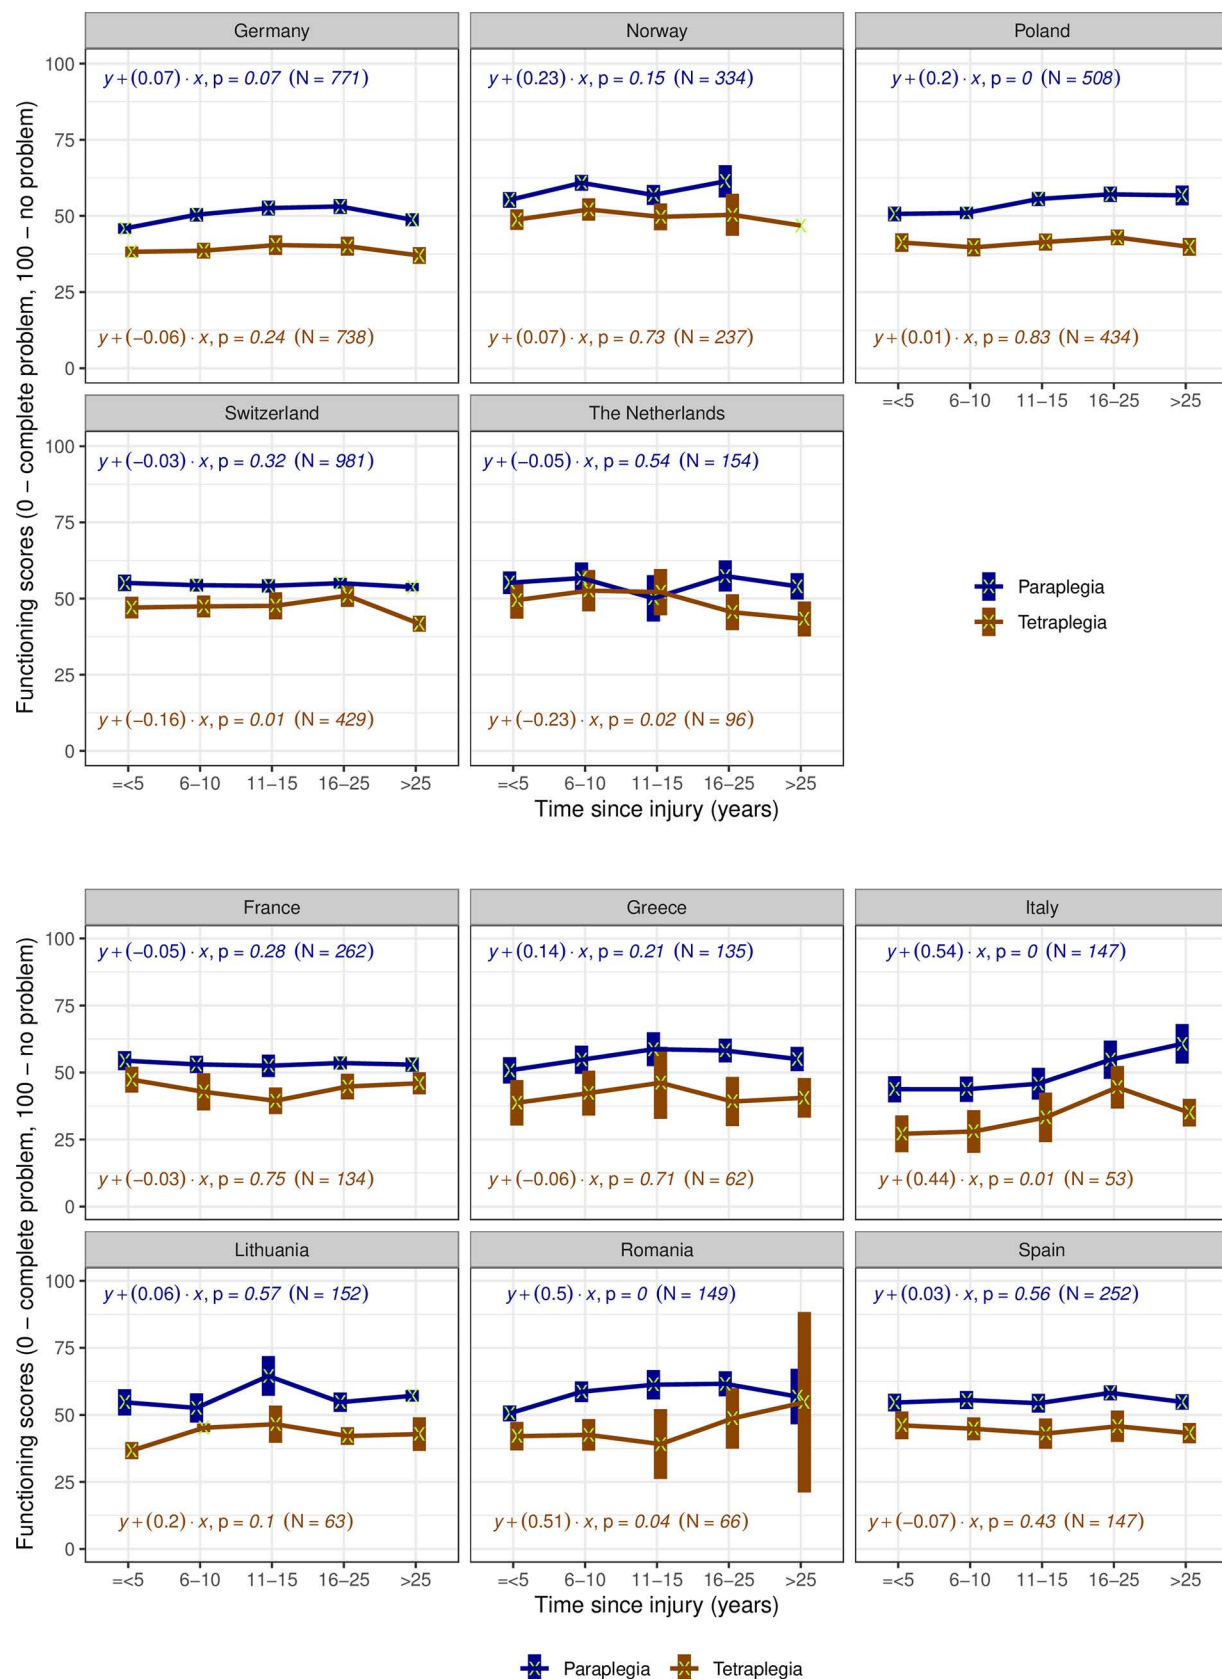 Germany
Norway
Poland
Functioning scores (0 − complete problem, 100 − no problem)
100
75
50
25
0
y+(0.07)· x, p = 0.07 (N = 771)
y+(−0.06)· x, p = 0.24 (N = 738)
y+(0.23)· x, p = 0.15 (N = 334)
y+(0.07)· x, p = 0.73 (N = 237)
y+(0.2)· x, p = 0 (N = 508)
y+(0.01)· x, p = 0.83 (N = 434)
=<5 6−10 11−15 16−25 >25
Switzerland
The Netherlands
100
75
50
25
0
y+(−0.03)· x, p = 0.32 (N = 981)
y+(−0.16)· x, p = 0.01 (N = 429)
y+(−0.05)· x, p = 0.54 (N = 154)
y+(−0.23)· x, p = 0.02 (N = 96)
Paraplegia
Tetraplegia
=<5 6−10 11−15 16−25 >25
=<5 6−10 11−15 16−25 >25
Time since injury (years)
France
Greece
Italy
Functioning scores (0 − complete problem, 100 − no problem)
100
75
50
25
0
y+(−0.05)· x, p = 0.28 (N = 262)
y+(−0.03)· x, p = 0.75 (N = 134)
y+(0.14)· x, p = 0.21 (N = 135)
y+(−0.06)· x, p = 0.71 (N = 62)
y+(0.54)· x, p = 0 (N = 147)
y+(0.44)· x, p = 0.01 (N = 53)
Lithuania
Romania
Spain
100
75
50
25
0
y+(0.06)· x, p = 0.57 (N = 152)
y+(0.2)· x, p = 0.1 (N = 63)
y+(0.5)· x, p = 0 (N = 149)
y+(0.51)· x, p = 0.04 (N = 66)
y+(0.03)· x, p = 0.56 (N = 252)
y+(−0.07)· x, p = 0.43 (N = 147)
=<5 6−10 11−15 16−25 >25
=<5 6−10 11−15 16−25 >25
=<5 6−10 11−15 16−25 >25
Time since injury (years)
Paraplegia Tetraplegia